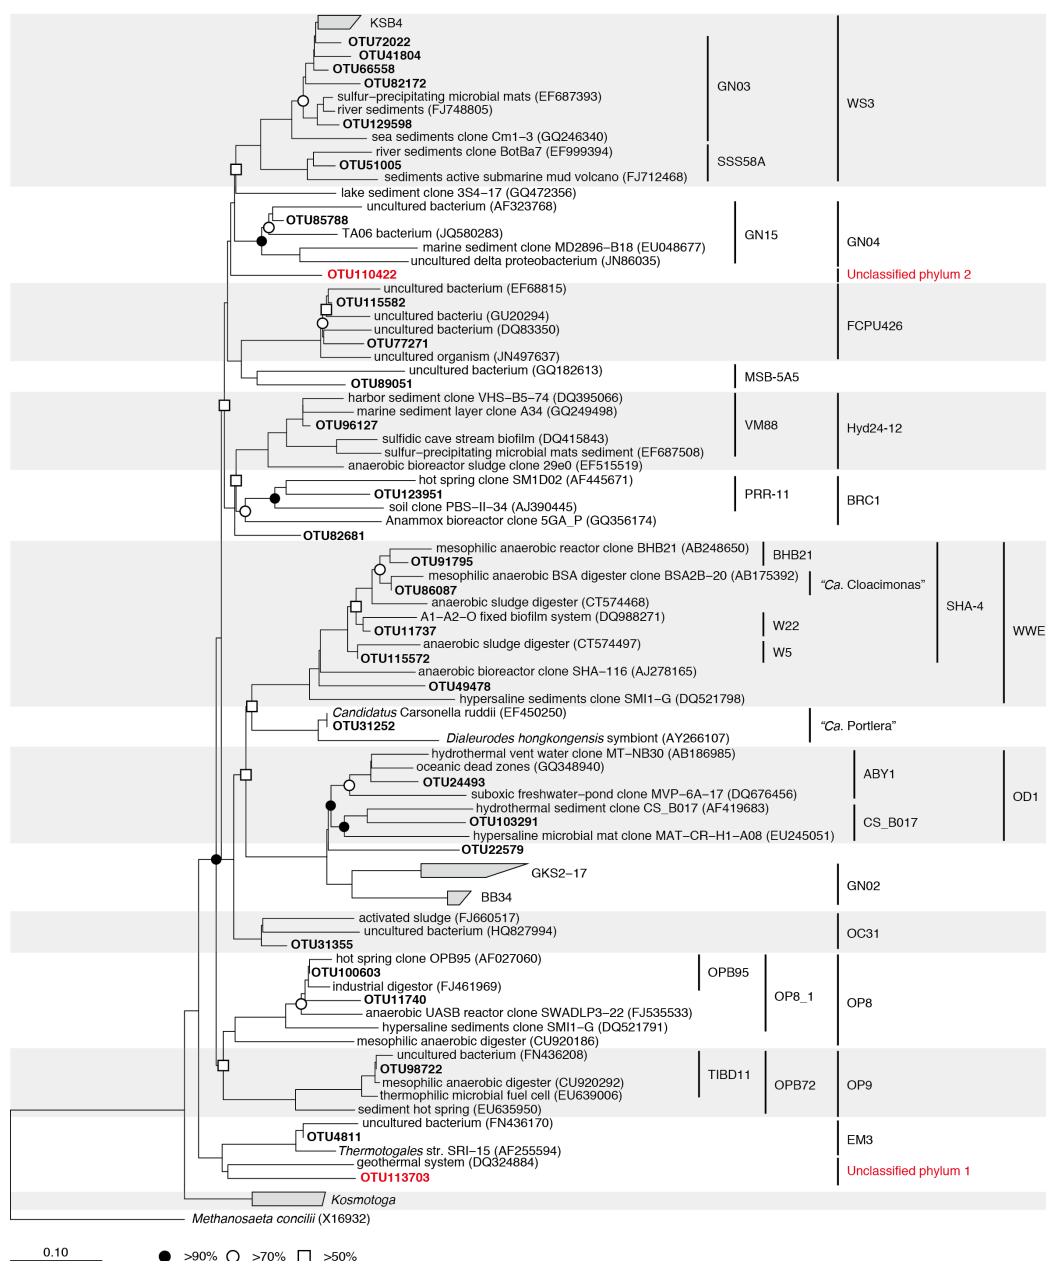 KSB4
OTU72022
OTU41804
OTU66558
OTU82172
GN03
sulfur−precipitating microbial mats (EF687393)
WS3
river sediments (FJ748805)
OTU129598
sea sediments clone Cm1−3 (GQ246340)
river sediments clone BotBa7 (EF999394)
SSS58A
OTU51005
sediments active submarine mud volcano (FJ712468)
lake sediment clone 3S4−17 (GQ472356)
uncultured bacterium (AF323768)
OTU85788
TA06 bacterium (JQ580283)
GN15
GN04
marine sediment clone MD2896−B18 (EU048677)
uncultured delta proteobacterium (JN86035)
OTU110422
Unclassified phylum 2
uncultured bacterium (EF68815)
OTU115582
uncultured bacteriu (GU20294)
FCPU426
uncultured bacterium (DQ83350)
OTU77271
uncultured organism (JN497637)
uncultured bacterium (GQ182613)
MSB-5A5
OTU89051
harbor sediment clone VHS−B5−74 (DQ395066)
marine sediment layer clone A34 (GQ249498)
OTU96127
VM88
Hyd24-12
sulfidic cave stream biofilm (DQ415843)
sulfur−precipitating microbial mats sediment (EF687508)
anaerobic bioreactor sludge clone 29e0 (EF515519)
hot spring clone SM1D02 (AF445671)
OTU123951
PRR-11
BRC1
soil clone PBS−II−34 (AJ390445)
Anammox bioreactor clone 5GA_P (GQ356174)
OTU82681
mesophilic anaerobic reactor clone BHB21 (AB248650)
BHB21
OTU91795
mesophilic anaerobic BSA digester clone BSA2B−20 (AB175392)
“Ca. Cloacimonas”
OTU86087
anaerobic sludge digester (CT574468)
SHA-4
A1−A2−O fixed biofilm system (DQ988271)
W22
WWE
OTU11737
anaerobic sludge digester (CT574497)
W5
OTU115572
anaerobic bioreactor clone SHA−116 (AJ278165)
OTU49478
hypersaline sediments clone SMI1−G (DQ521798)
Candidatus Carsonella ruddii (EF450250)
OTU31252
“Ca. Portlera”
Dialeurodes hongkongensis symbiont (AY266107)
hydrothermal vent water clone MT−NB30 (AB186985)
oceanic dead zones (GQ348940)
ABY1
OTU24493
suboxic freshwater−pond clone MVP−6A−17 (DQ676456)
OD1
hydrothermal sediment clone CS_B017 (AF419683)
OTU103291
CS_B017
hypersaline microbial mat clone MAT−CR−H1−A08 (EU245051)
OTU22579
GKS2−17
GN02
BB34
activated sludge (FJ660517)
uncultured bacterium (HQ827994)
OC31
OTU31355
hot spring clone OPB95 (AF027060)
OTU100603
OPB95
industrial digestor (FJ461969)
OTU11740
OP8_1
OP8
anaerobic UASB reactor clone SWADLP3−22 (FJ535533)
hypersaline sediments clone SMI1−G (DQ521791)
mesophilic anaerobic digester (CU920186)
uncultured bacterium (FN436208)
OTU98722
TIBD11
mesophilic anaerobic digester (CU920292)
OPB72
OP9
thermophilic microbial fuel cell (EU639006)
sediment hot spring (EU635950)
uncultured bacterium (FN436170)
OTU4811
EM3
Thermotogales str. SRI−15 (AF255594)
geothermal system (DQ324884)
Unclassified phylum 1
OTU113703
Kosmotoga
Methanosaeta concilii (X16932)
0.10
>90% >70% >50%